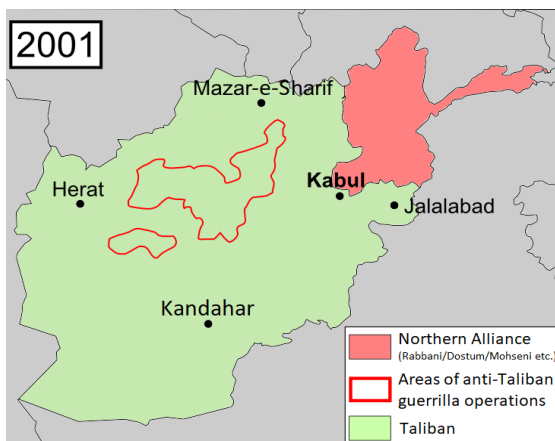 2001
Mazar-e-Sharif
Herat
Kabul
Jalalabad
Kandahar
Northern Alliance
(Rabbani/Dostum/Mohseni etc.)
Areas of anti-Taliban
guerrilla operations
Taliban